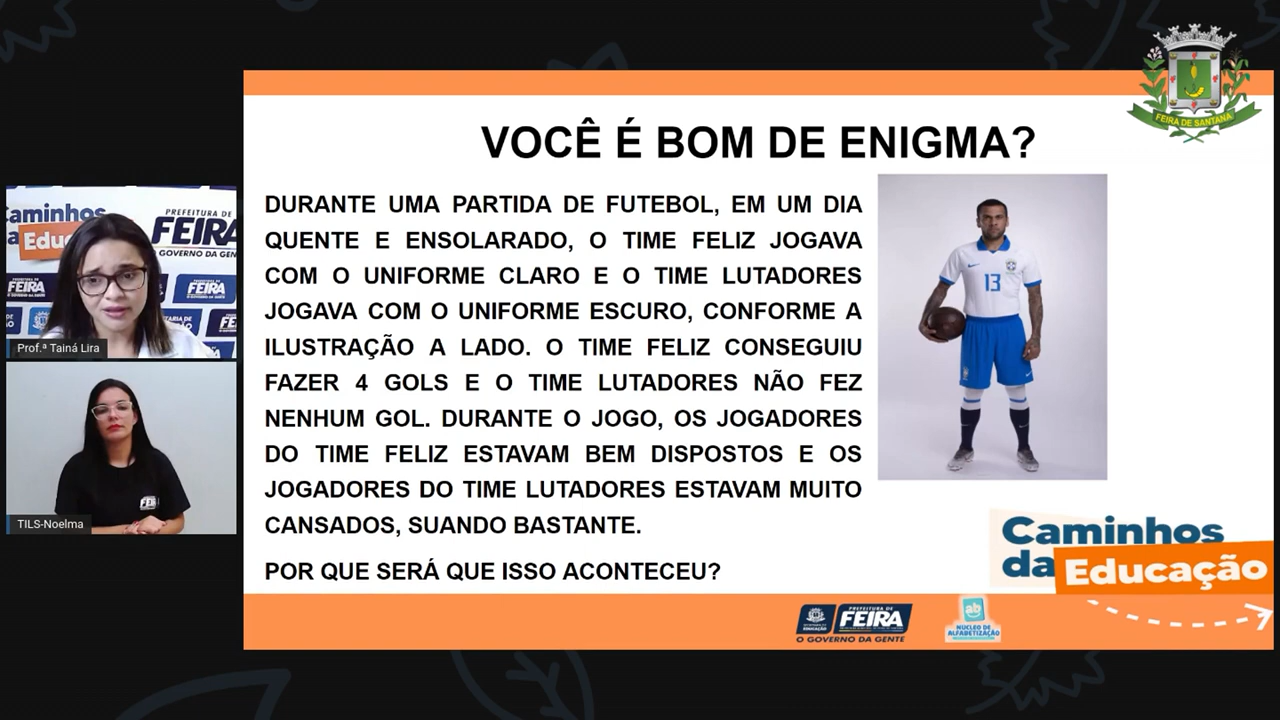 FEIRA DE SANTANA
VOCÊ É BOM DE ENIGMA?
DURANTE UMA PARTIDA DE FUTEBOL, EM UM DIA
QUENTE E ENSOLARADO, O TIME FELIZ JOGAVA
COM O UNIFORME CLARO E O TIME LUTADORES
JOGAVA COM O UNIFORME ESCURO, CONFORME A
ILUSTRAÇÃO A LADO. O TIME FELIZ CONSEGUIU
FAZER 4 GOLS E O TIME LUTADORES NÃO FEZ
NENHUM GOL. DURANTE O JOGO, OS JOGADORES
DO TIME FELIZ ESTAVAM BEM DISPOSTOS E OS
JOGADORES DO TIME LUTADORES ESTAVAM MUITO
CANSADOS, SUANDO BASTANTE.
POR QUE SERÁ QUE ISSO ACONTECEU?
13
Caminhos
da Educação
PREFEITURA DE
FEIRA
O GOVERNO DA GENTE
NÚCLEO DE
ALFABETIZAÇÃO
PREFEITURA DE
FEIRA
GOVERNO DA GENTE
FEIRA
FEIRA
Prof.ª Tainá Lira
TILS-Noelma